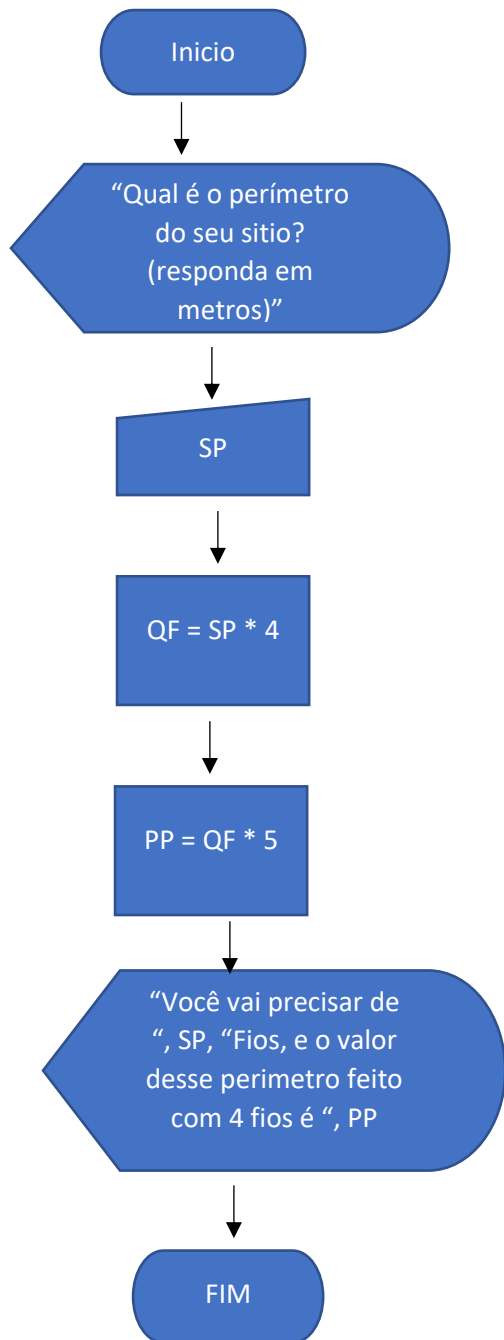 Inicio
“Qual é o perímetro
do seu sitio?
(responda em
metros)”
SP
QF = SP * 4
PP = QF * 5
“Você vai precisar de
“, SP, “Fios, e o valor
desse perimetro feito
com 4 fios é “, PP
FIM